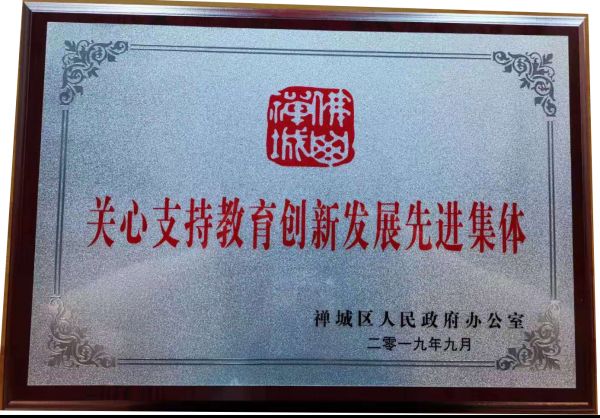 佛山禅城
关心支持教育创新发展先进集体
禅城区人民政府办公室
二零一九年九月